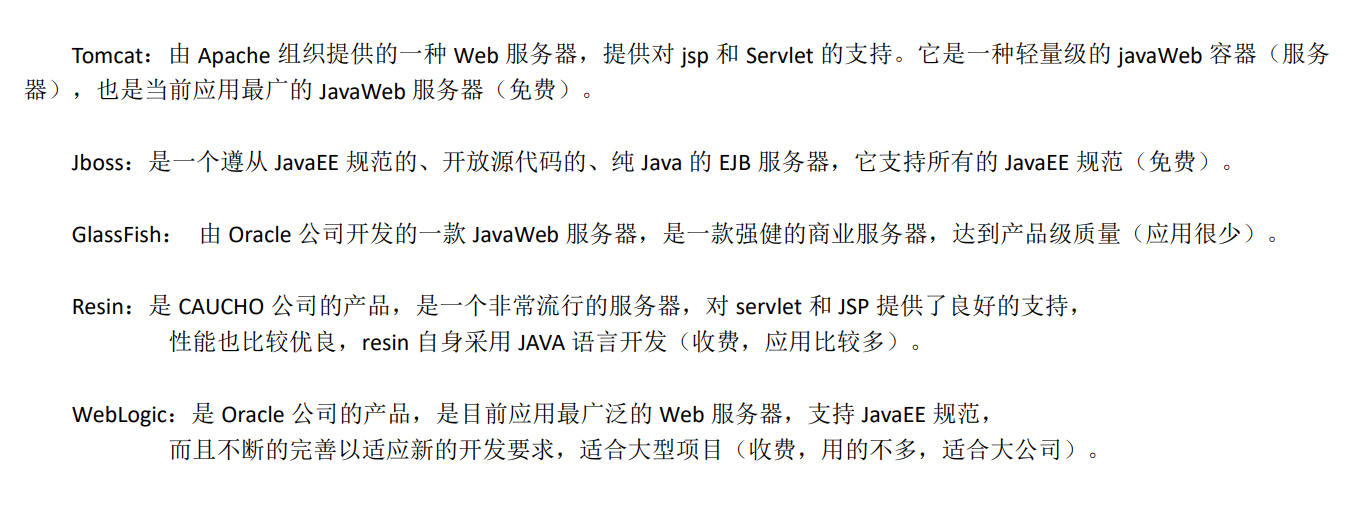 Tomcat：由 Apache 组织提供的一种 Web 服务器，提供对 jsp 和 Servlet 的支持。它是一种轻量级的 javaWeb 容器（服务
器），也是当前应用最广的 JavaWeb 服务器（免费）。
Jboss：是一个遵从 JavaEE 规范的、开放源代码的、纯 Java 的 EJB 服务器，它支持所有的 JavaEE 规范（免费）。
GlassFish： 由 Oracle 公司开发的一款 JavaWeb 服务器，是一款强健的商业服务器，达到产品级质量（应用很少）。
Resin：是 CAUCHO 公司的产品，是一个非常流行的服务器，对 servlet 和 JSP 提供了良好的支持，
性能也比较优良，resin 自身采用 JAVA 语言开发（收费，应用比较多）。
WebLogic：是 Oracle 公司的产品，是目前应用最广泛的 Web 服务器，支持 JavaEE 规范，
而且不断的完善以适应新的开发要求，适合大型项目（收费，用的不多，适合大公司）。